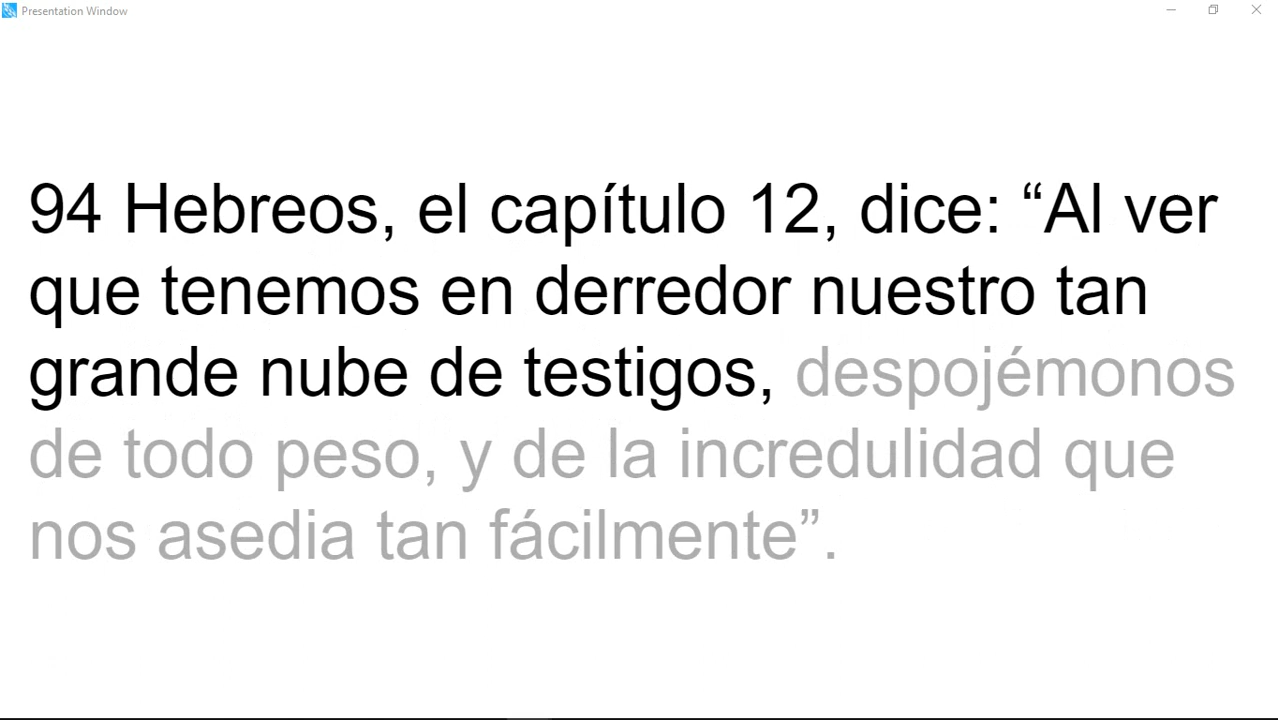 Presentation Window
94 Hebreos, el capítulo 12, dice: “Al ver
que tenemos en derredor nuestro tan
grande nube de testigos, despojémonos
de todo peso, y de la incredulidad que
nos asedia tan fácilmente”.